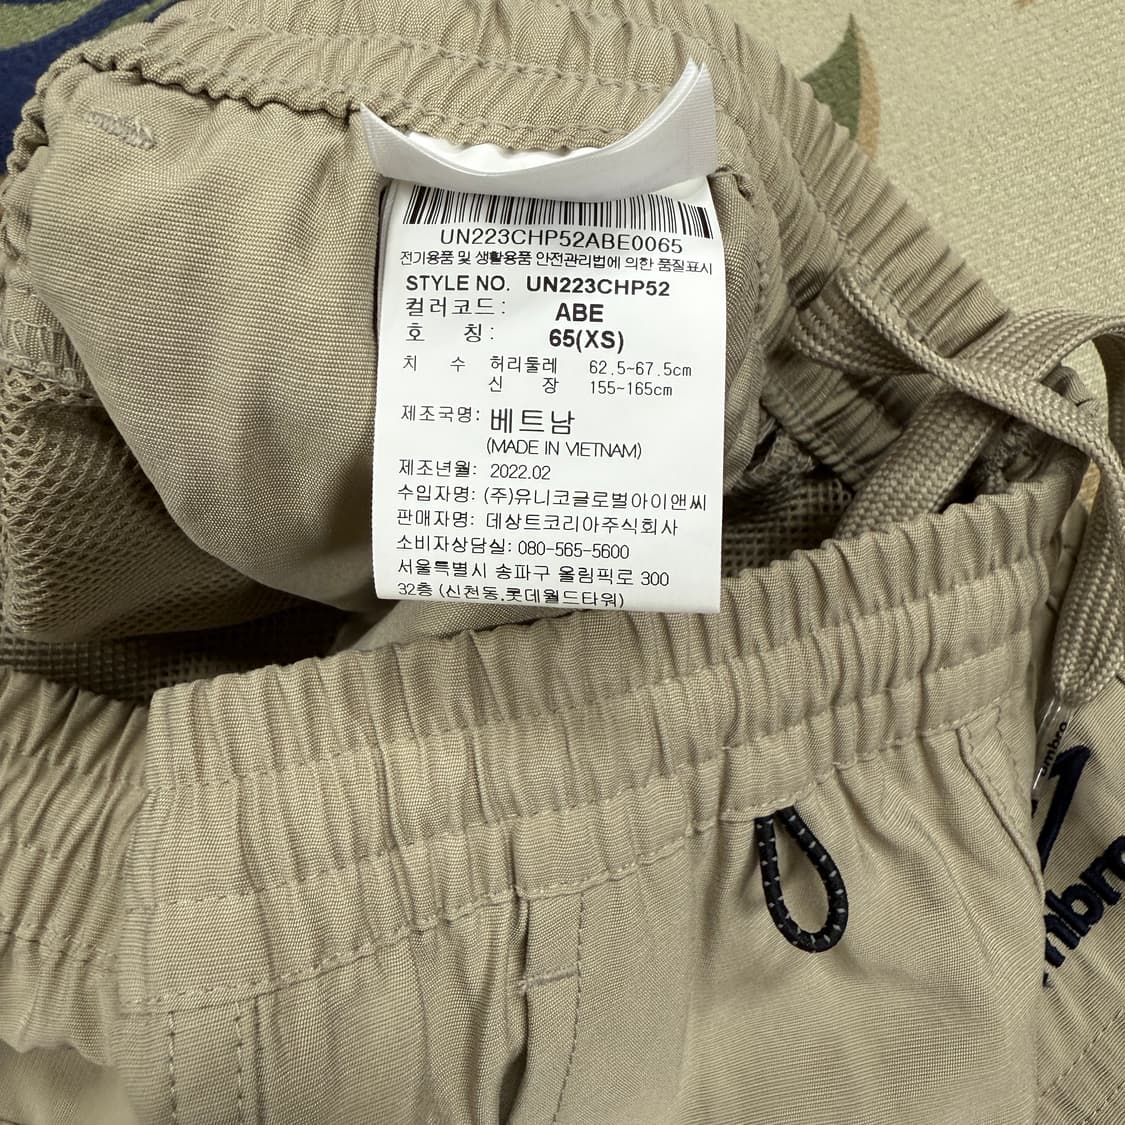 UN223CHP52ABE0065
전기용품 및 생활용품 안전관리법에 의한 품질표시
STYLE NO. UN223CHP52
컬러코드: ABE
호 칭: 65(XS)
치 수 허리둘레 62.5~67.5cm
신 장 155~165cm
제조국명: 베트남
(MADE IN VIETNAM)
제조년월: 2022.02
수입자명: (주)유니코글로벌아이앤씨
판매자명: 데상트코리아주식회사
소비자상담실: 080-565-5600
서울특별시 송파구 올림픽로 300
32층 (신천동,롯데월드타워)